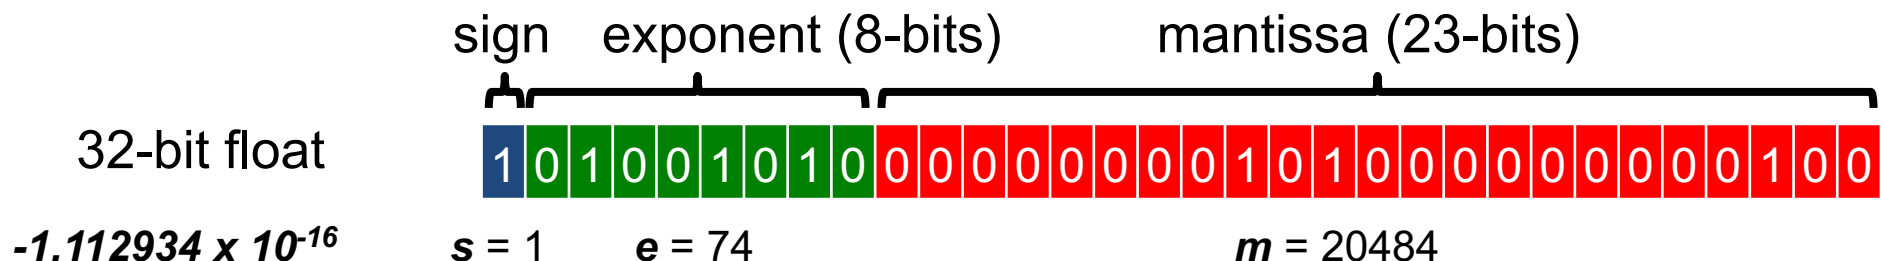 sign exponent (8-bits) mantissa (23-bits)
32-bit float 1 0 1 0 0 1 0 1 0 0 0 0 0 0 0 0 0 1 0 1 0 0 0 0 0 0 0 0 0 1 0 0
-1.112934 x 10⁻¹⁶ s = 1 e = 74 m = 20484